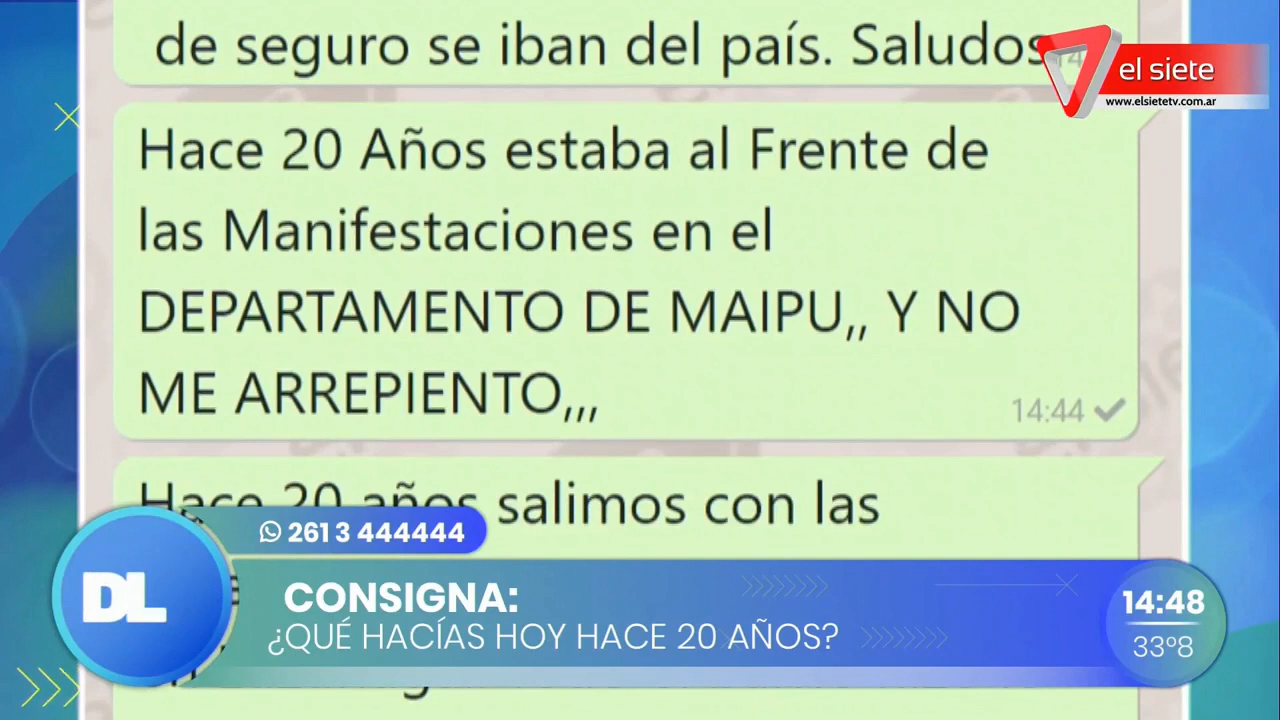 de seguro se iban del país. Saludos
el siete
www.elsietetv.com.ar
Hace 20 Años estaba al Frente de
las Manifestaciones en el
DEPARTAMENTO DE MAIPU,, Y NO
ME ARREPIENTO,,,
14:44
Hace 20 años salimos con las
261 3 444444
DL
CONSIGNA:
¿QUÉ HACÍAS HOY HACE 20 AÑOS?
14:48
33º8